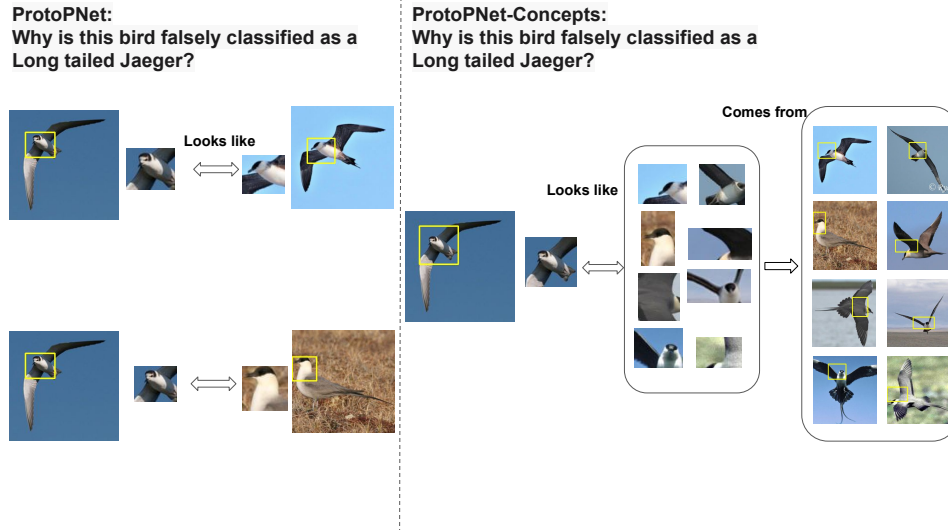 ProtoPNet:
Why is this bird falsely classified as a
Long tailed Jaeger?
Looks like
ProtoPNet-Concepts:
Why is this bird falsely classified as a
Long tailed Jaeger?
Comes from
Looks like